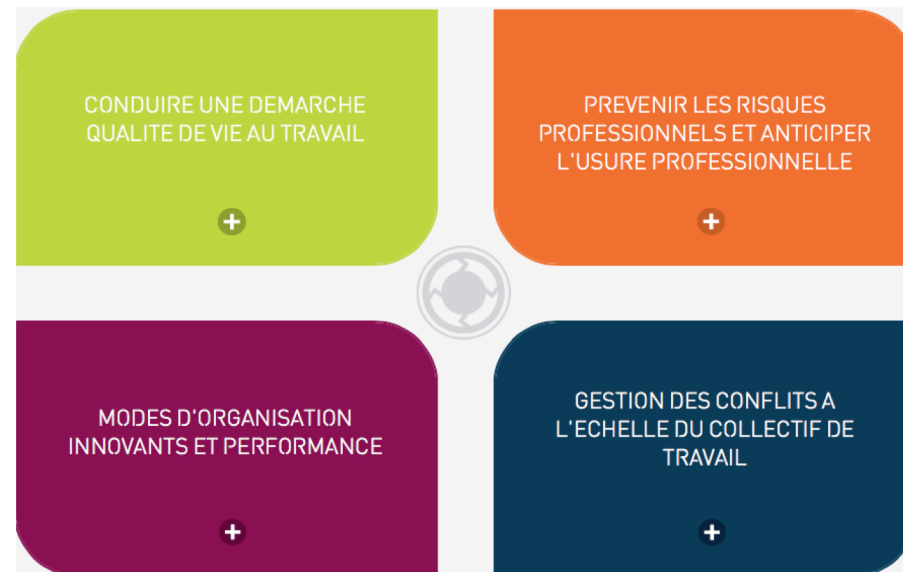 CONDUIRE UNE DEMARCHE
QUALITE DE VIE AU TRAVAIL
PREVENIR LES RISQUES
PROFESSIONNELS ET ANTICIPER
L'USURE PROFESSIONNELLE
MODES D'ORGANISATION
INNOVANTS ET PERFORMANCE
GESTION DES CONFLITS A
L'ECHELLE DU COLLECTIF DE
TRAVAIL